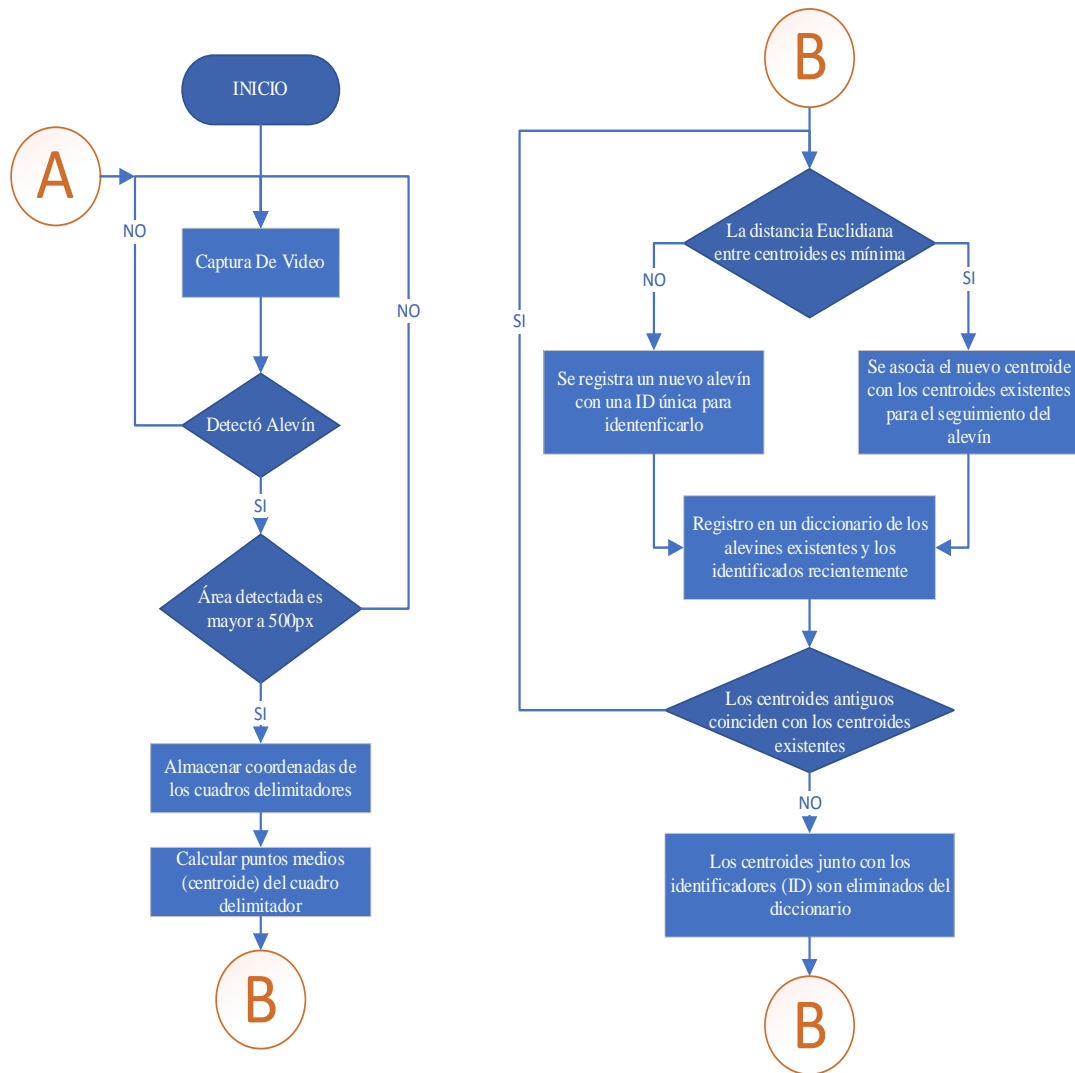 INICIO
A
NO
Captura De Video
NO
Detectó Alevín
SI
Área detectada es
mayor a 500px
SI
Almacenar coordenadas de
los cuadros delimitadores
Calcular puntos medios
(centroide) del cuadro
delimitador
B
B
La distancia Euclidiana
entre centroides es mínima
NO
SI
SI
Se registra un nuevo alevín
con una ID única para
identenficarlo
Se asocia el nuevo centroide
con los centroides existentes
para el seguimiento del
alevín
Registro en un diccionario de los
alevines existentes y los
identificados recientemente
Los centroides antiguos
coinciden con los centroides
existentes
NO
Los centroides junto con los
identificadores (ID) son eliminados del
diccionario
B